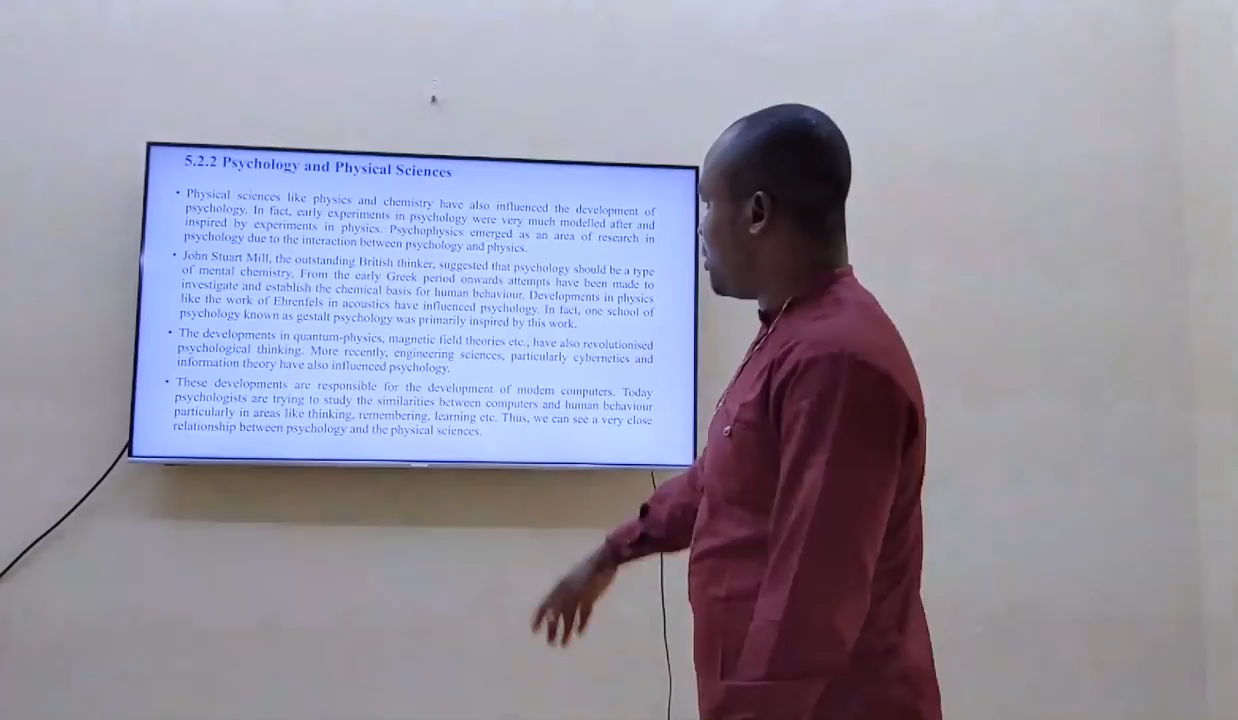 5.2.2 Psychology and Physical Sciences
• Physical sciences like physics and chemistry have also influenced the development of
psychology. In fact, early experiments in psychology were very much modelled after and
inspired by experiments in physics. Psychophysics emerged as an area of research in
psychology due to the interaction between psychology and physics.
• John Stuart Mill, the outstanding British thinker, suggested that psychology should be a type
of mental chemistry. From the early Greek period onwards attempts have been made to
investigate and establish the chemical basis for human behaviour. Developments in physics
like the work of Ehrenfels in acoustics have influenced psychology. In fact, one school of
psychology known as gestalt psychology was primarily inspired by this work.
• The developments in quantum-physics, magnetic field theories etc., have also revolutionised
psychological thinking. More recently, engineering sciences, particularly cybernetics and
information theory have also influenced psychology.
• These developments are responsible for the development of modem computers. Today
psychologists are trying to study the similarities between computers and human behaviour
particularly in areas like thinking, remembering, learning etc. Thus, we can see a very close
relationship between psychology and the physical sciences.